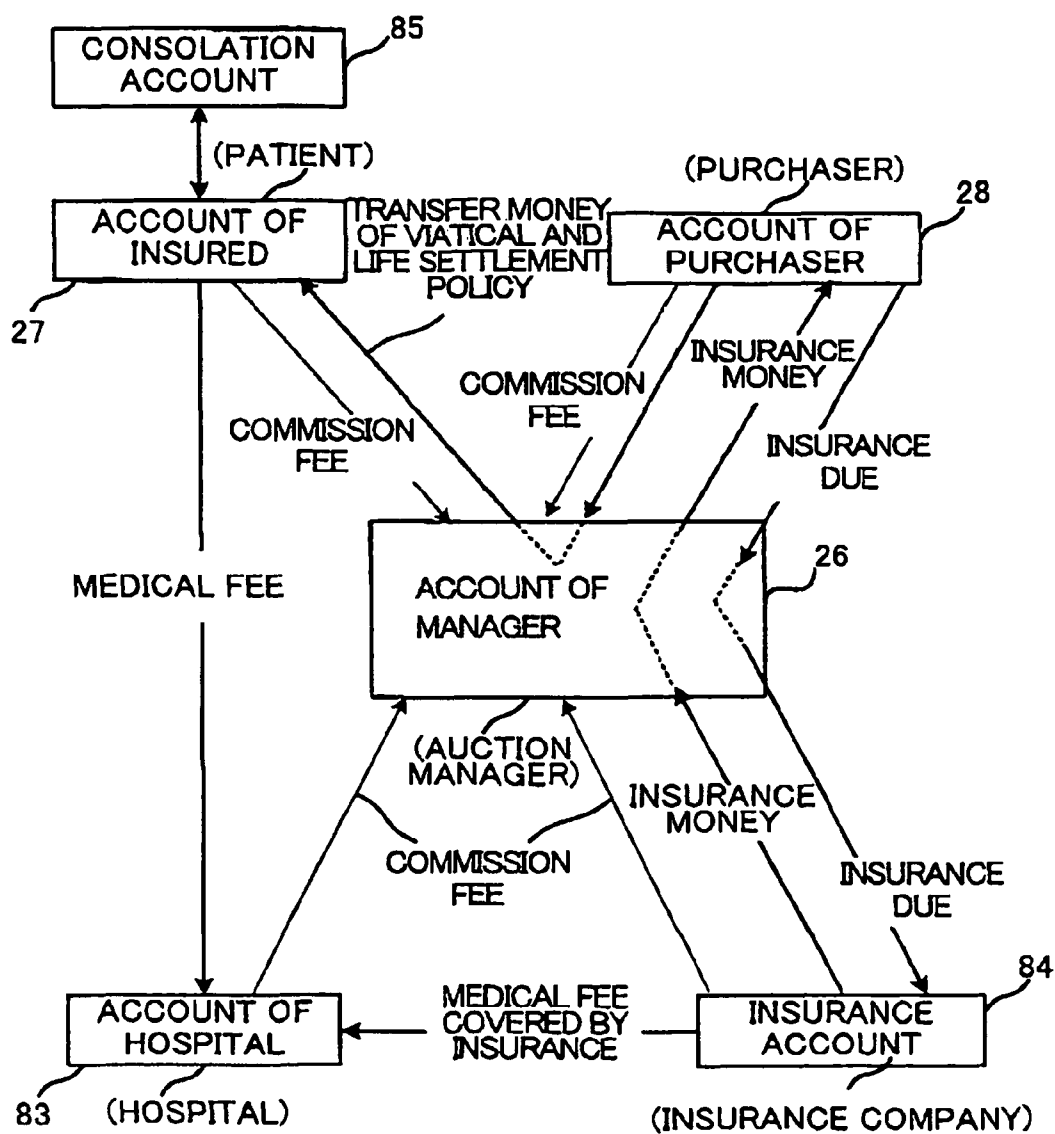 85
CONSOLATION
ACCOUNT
(PATIENT)
(PURCHASER)
28
ACCOUNT OF
INSURED
TRANSFER MONEY
OF VIATICAL AND
LIFE SETTLEMENT
POLICY
ACCOUNT OF
PURCHASER
27
COMMISSION
FEE
INSURANCE
MONEY
COMMISSION
FEE
INSURANCE
DUE
26
MEDICAL FEE
ACCOUNT OF
MANAGER
(AUCTION
MANAGER)
INSURANCE
MONEY
COMMISSION
FEE
INSURANCE
DUE
84
ACCOUNT OF
HOSPITAL
MEDICAL FEE
COVERED BY
INSURANCE
INSURANCE
ACCOUNT
83
(HOSPITAL)
(INSURANCE COMPANY)